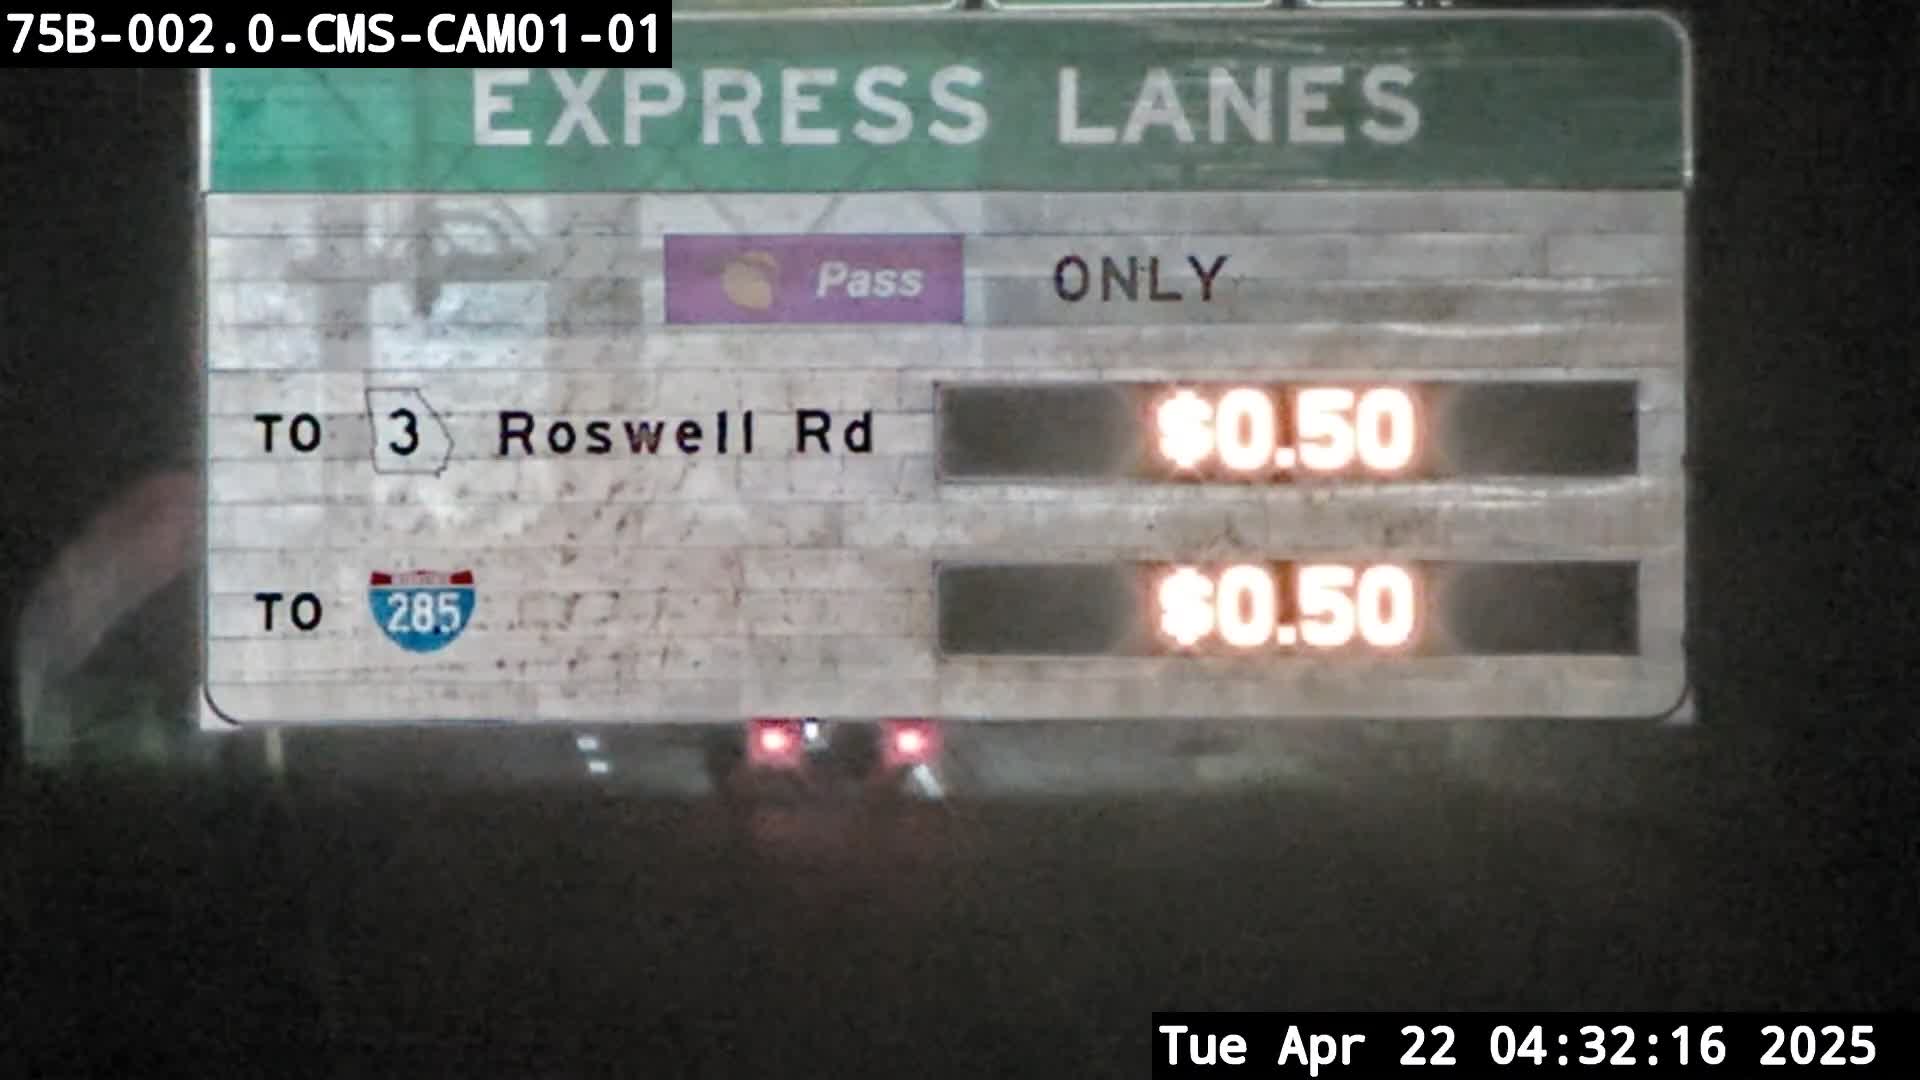 75B-002.0-CMS-CAM01-01
EXPRESS LANES
Pass ONLY
TO 3 Roswell Rd $0.50
TO 285 $0.50
Tue Apr 22 04:32:16 2025